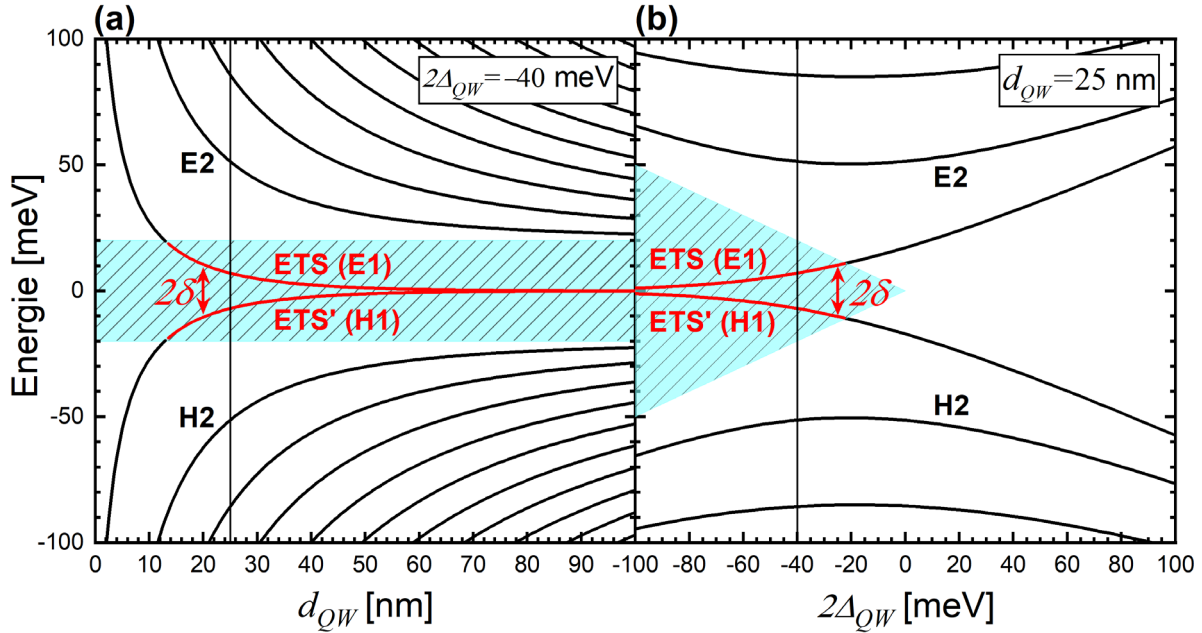 (a)
(b)
100
50
0
-50
-100
Energie [meV]
2Δ_QW=–40 meV
d_QW=25 nm
E2
E2
ETS (E1)
ETS (E1)
2δ
2δ
ETS' (H1)
ETS' (H1)
H2
H2
0 10 20 30 40 50 60 70 80 90 -100 -80 -60 -40 -20 0 20 40 60 80 100
d_QW [nm]
2Δ_QW [meV]